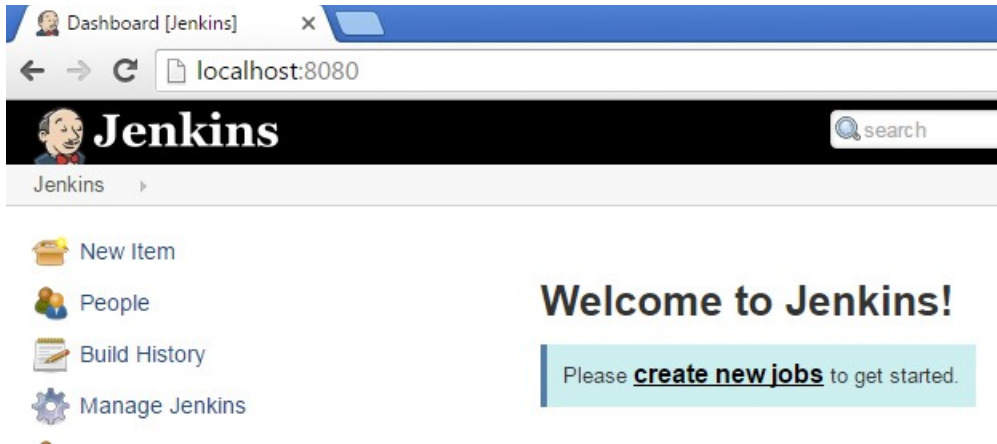 Dashboard [Jenkins]
localhost:8080
Jenkins
search
Jenkins
New Item
People
Build History
Manage Jenkins
Welcome to Jenkins!
Please create new jobs to get started.